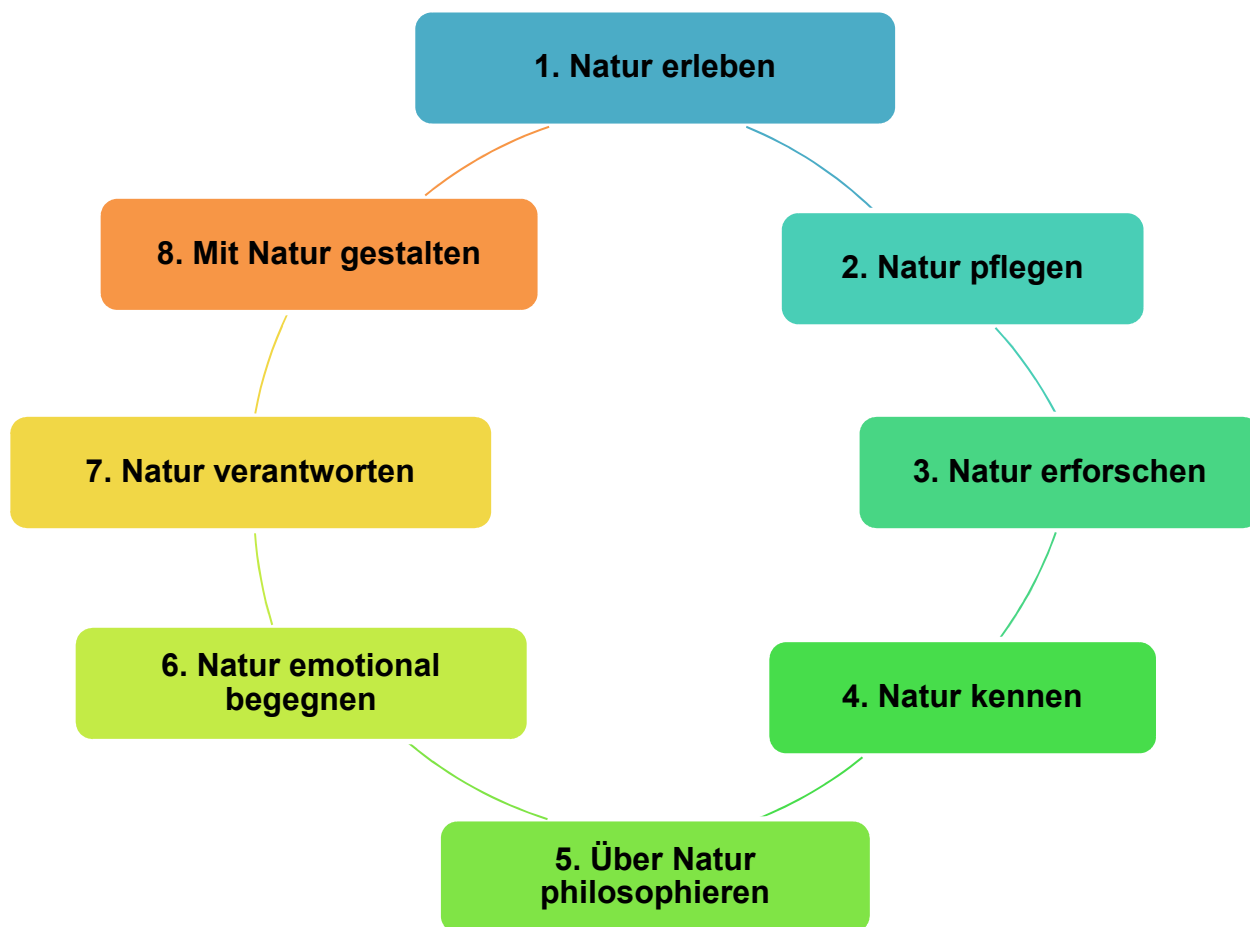 1. Natur erleben
2. Natur pflegen
3. Natur erforschen
4. Natur kennen
5. Über Natur
philosophieren
6. Natur emotional
begegnen
7. Natur verantworten
8. Mit Natur gestalten